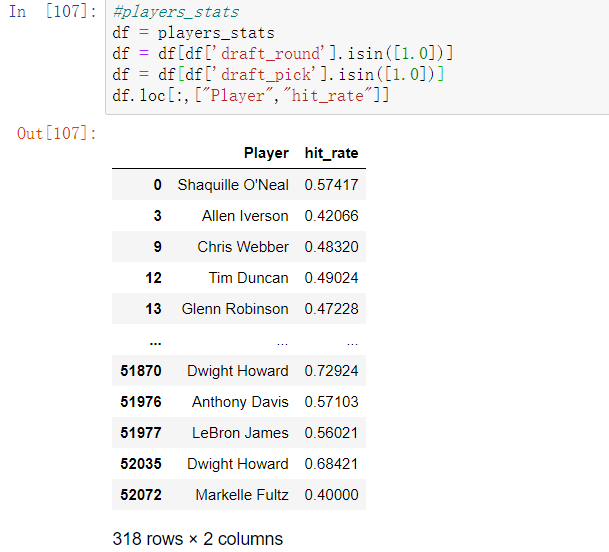 In [107]: #players_stats
df = players_stats
df = df[df['draft_round'].isin([1.0])]
df = df[df['draft_pick'].isin([1.0])]
df.loc[:,["Player","hit_rate"]]
Out[107]:
Player hit_rate
0 Shaquille O'Neal 0.57417
3 Allen Iverson 0.42066
9 Chris Webber 0.48320
12 Tim Duncan 0.49024
13 Glenn Robinson 0.47228
... ... ...
51870 Dwight Howard 0.72924
51976 Anthony Davis 0.57103
51977 LeBron James 0.56021
52035 Dwight Howard 0.68421
52072 Markelle Fultz 0.40000
318 rows × 2 columns